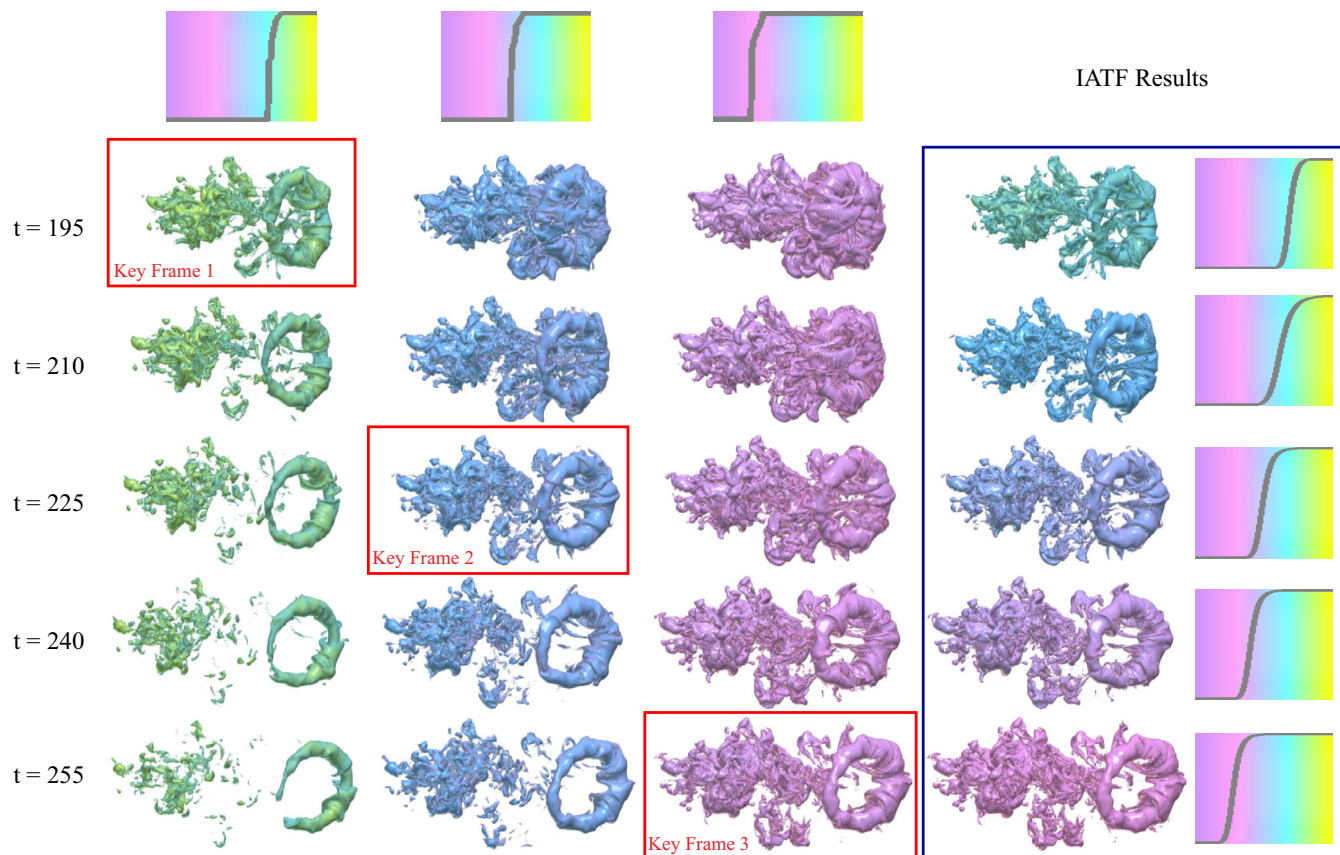 IATF Results
t = 195
Key Frame 1
t = 210
t = 225
Key Frame 2
t = 240
t = 255
Key Frame 3